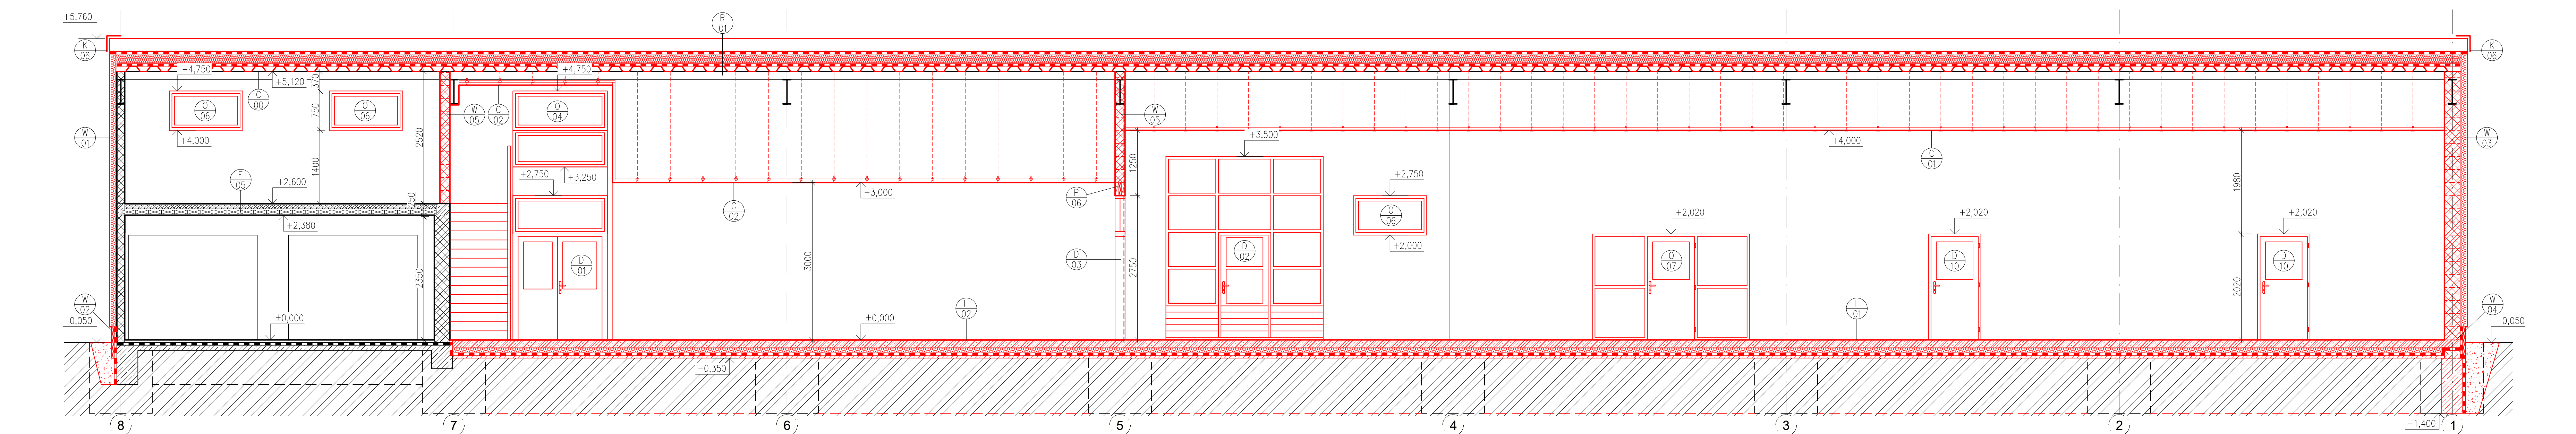 +5,760
R
01
K
06
K
06
+4,750
+5,120
370
+4,750
O
06
O
06
C
00
750
W
05
C
02
O
04
W
05
W
01
+4,000
2520
1400
+3,500
+4,000
C
01
W
03
F
05
+2,600
250
+2,750
+3,250
C
02
+3,000
1250
P
06
+2,750
O
06
+2,000
1980
+2,380
2350
D
01
3000
D
03
2750
D
02
+2,020
O
07
+2,020
D
10
+2,020
D
10
2020
W
02
-0,050
±0,000
±0,000
F
02
F
01
W
04
-0,050
-0,350
-1,400
8
7
6
5
4
3
2
1